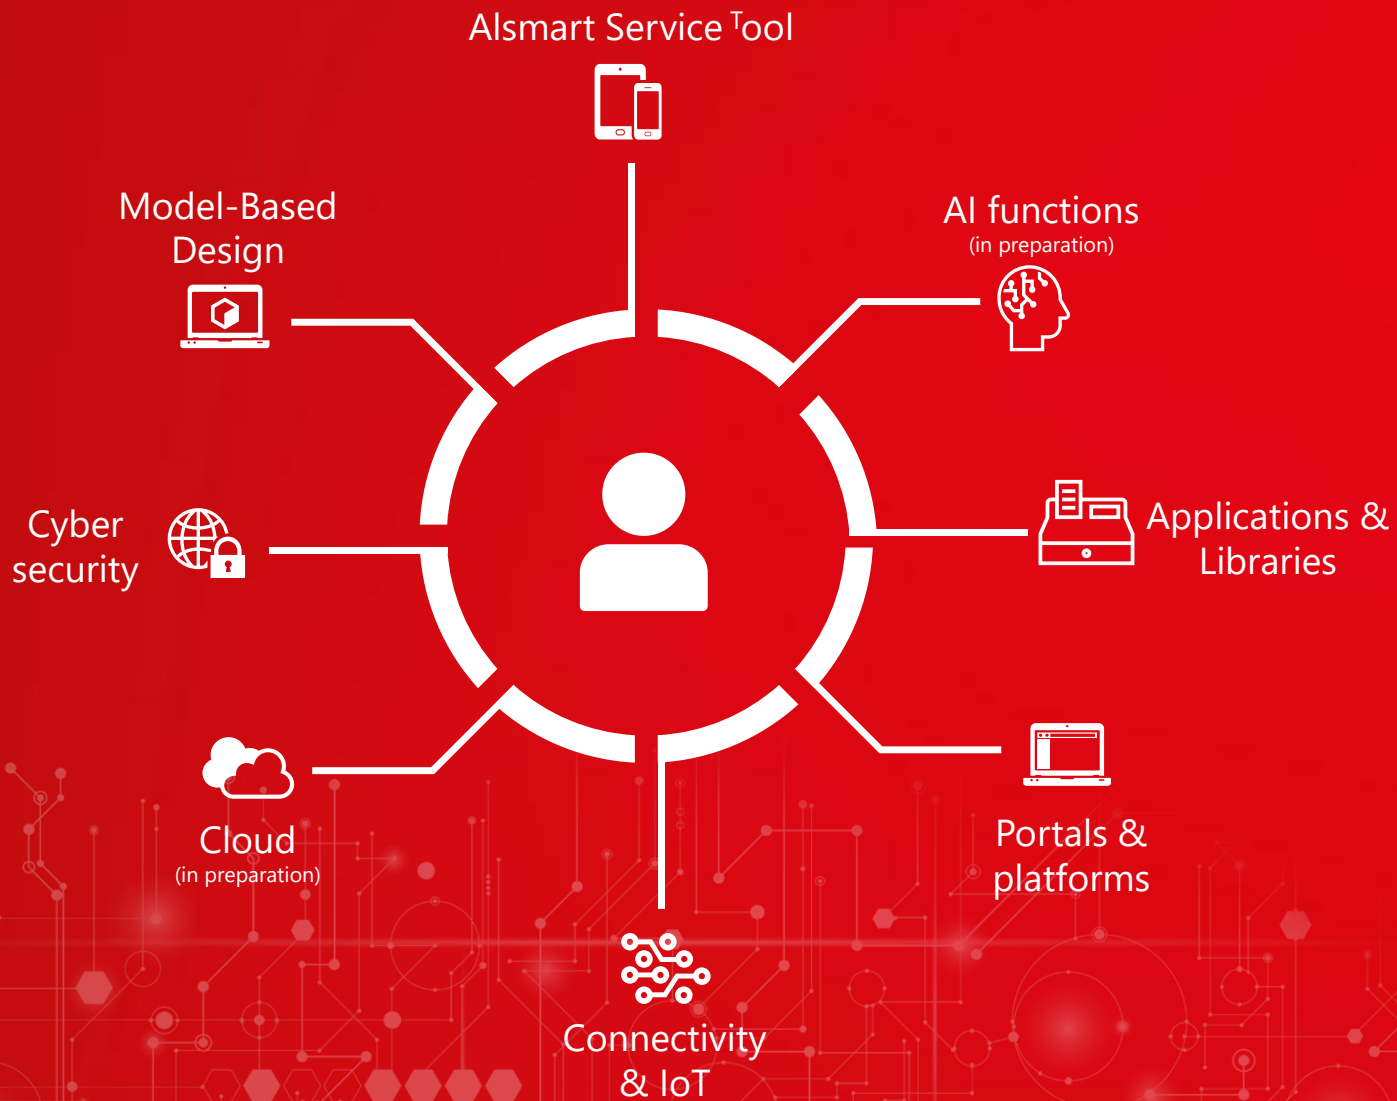 Alsmart Service Tool
Model-Based
Design
AI functions
(in preparation)
Cyber
security
Applications &
Libraries
Cloud
(in preparation)
Portals &
platforms
Connectivity
& IoT